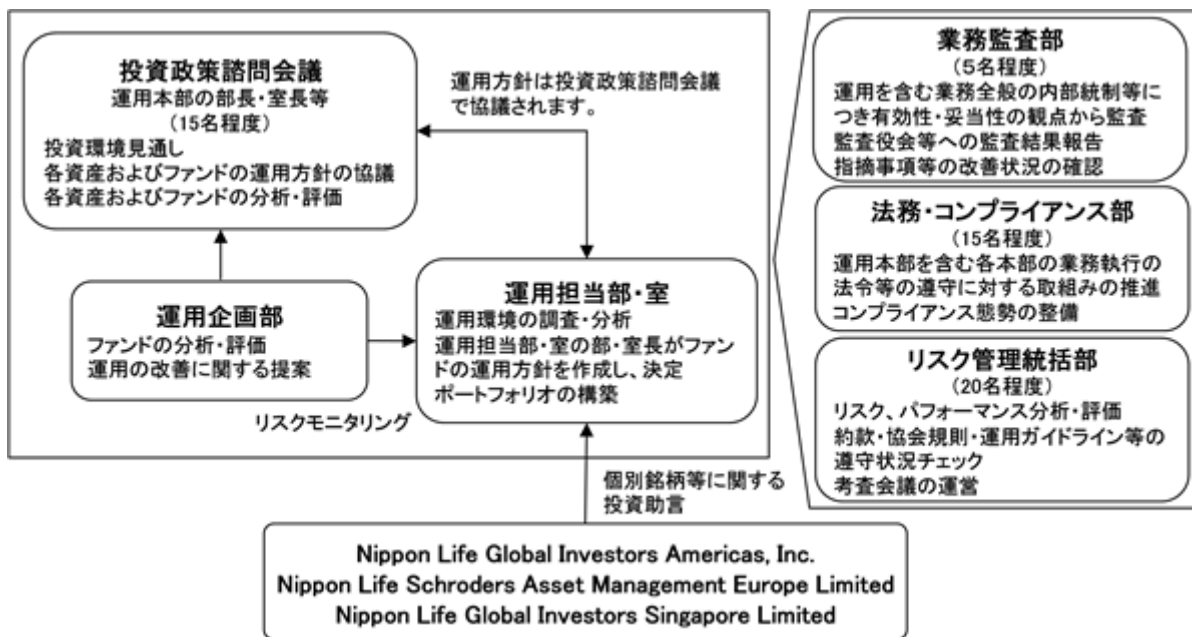 投資政策諮問会議
運用本部の部長・室長等
(15名程度)
投資環境見通し
各資産およびファンドの運用方針の協議
各資産およびファンドの分析・評価
運用方針は投資政策諮問会議
で協議されます。
運用企画部
ファンドの分析・評価
運用の改善に関する提案
リスクモニタリング
運用担当部・室
運用環境の調査・分析
運用担当部・室の部・室長がファン
ドの運用方針を作成し、決定
ポートフォリオの構築
個別銘柄等に関する
投資助言
Nippon Life Global Investors Americas, Inc.
Nippon Life Schroders Asset Management Europe Limited
Nippon Life Global Investors Singapore Limited
業務監査部
(5名程度)
運用を含む業務全般の内部統制等に
つき有効性・妥当性の観点から監査
監査役会等への監査結果報告
指摘事項等の改善状況の確認
法務・コンプライアンス部
(15名程度)
運用本部を含む各本部の業務執行の
法令等の遵守に対する取組みの推進
コンプライアンス態勢の整備
リスク管理統括部
(20名程度)
リスク、パフォーマンス分析・評価
約款・協会規則・運用ガイドライン等の
遵守状況チェック
考査会議の運営